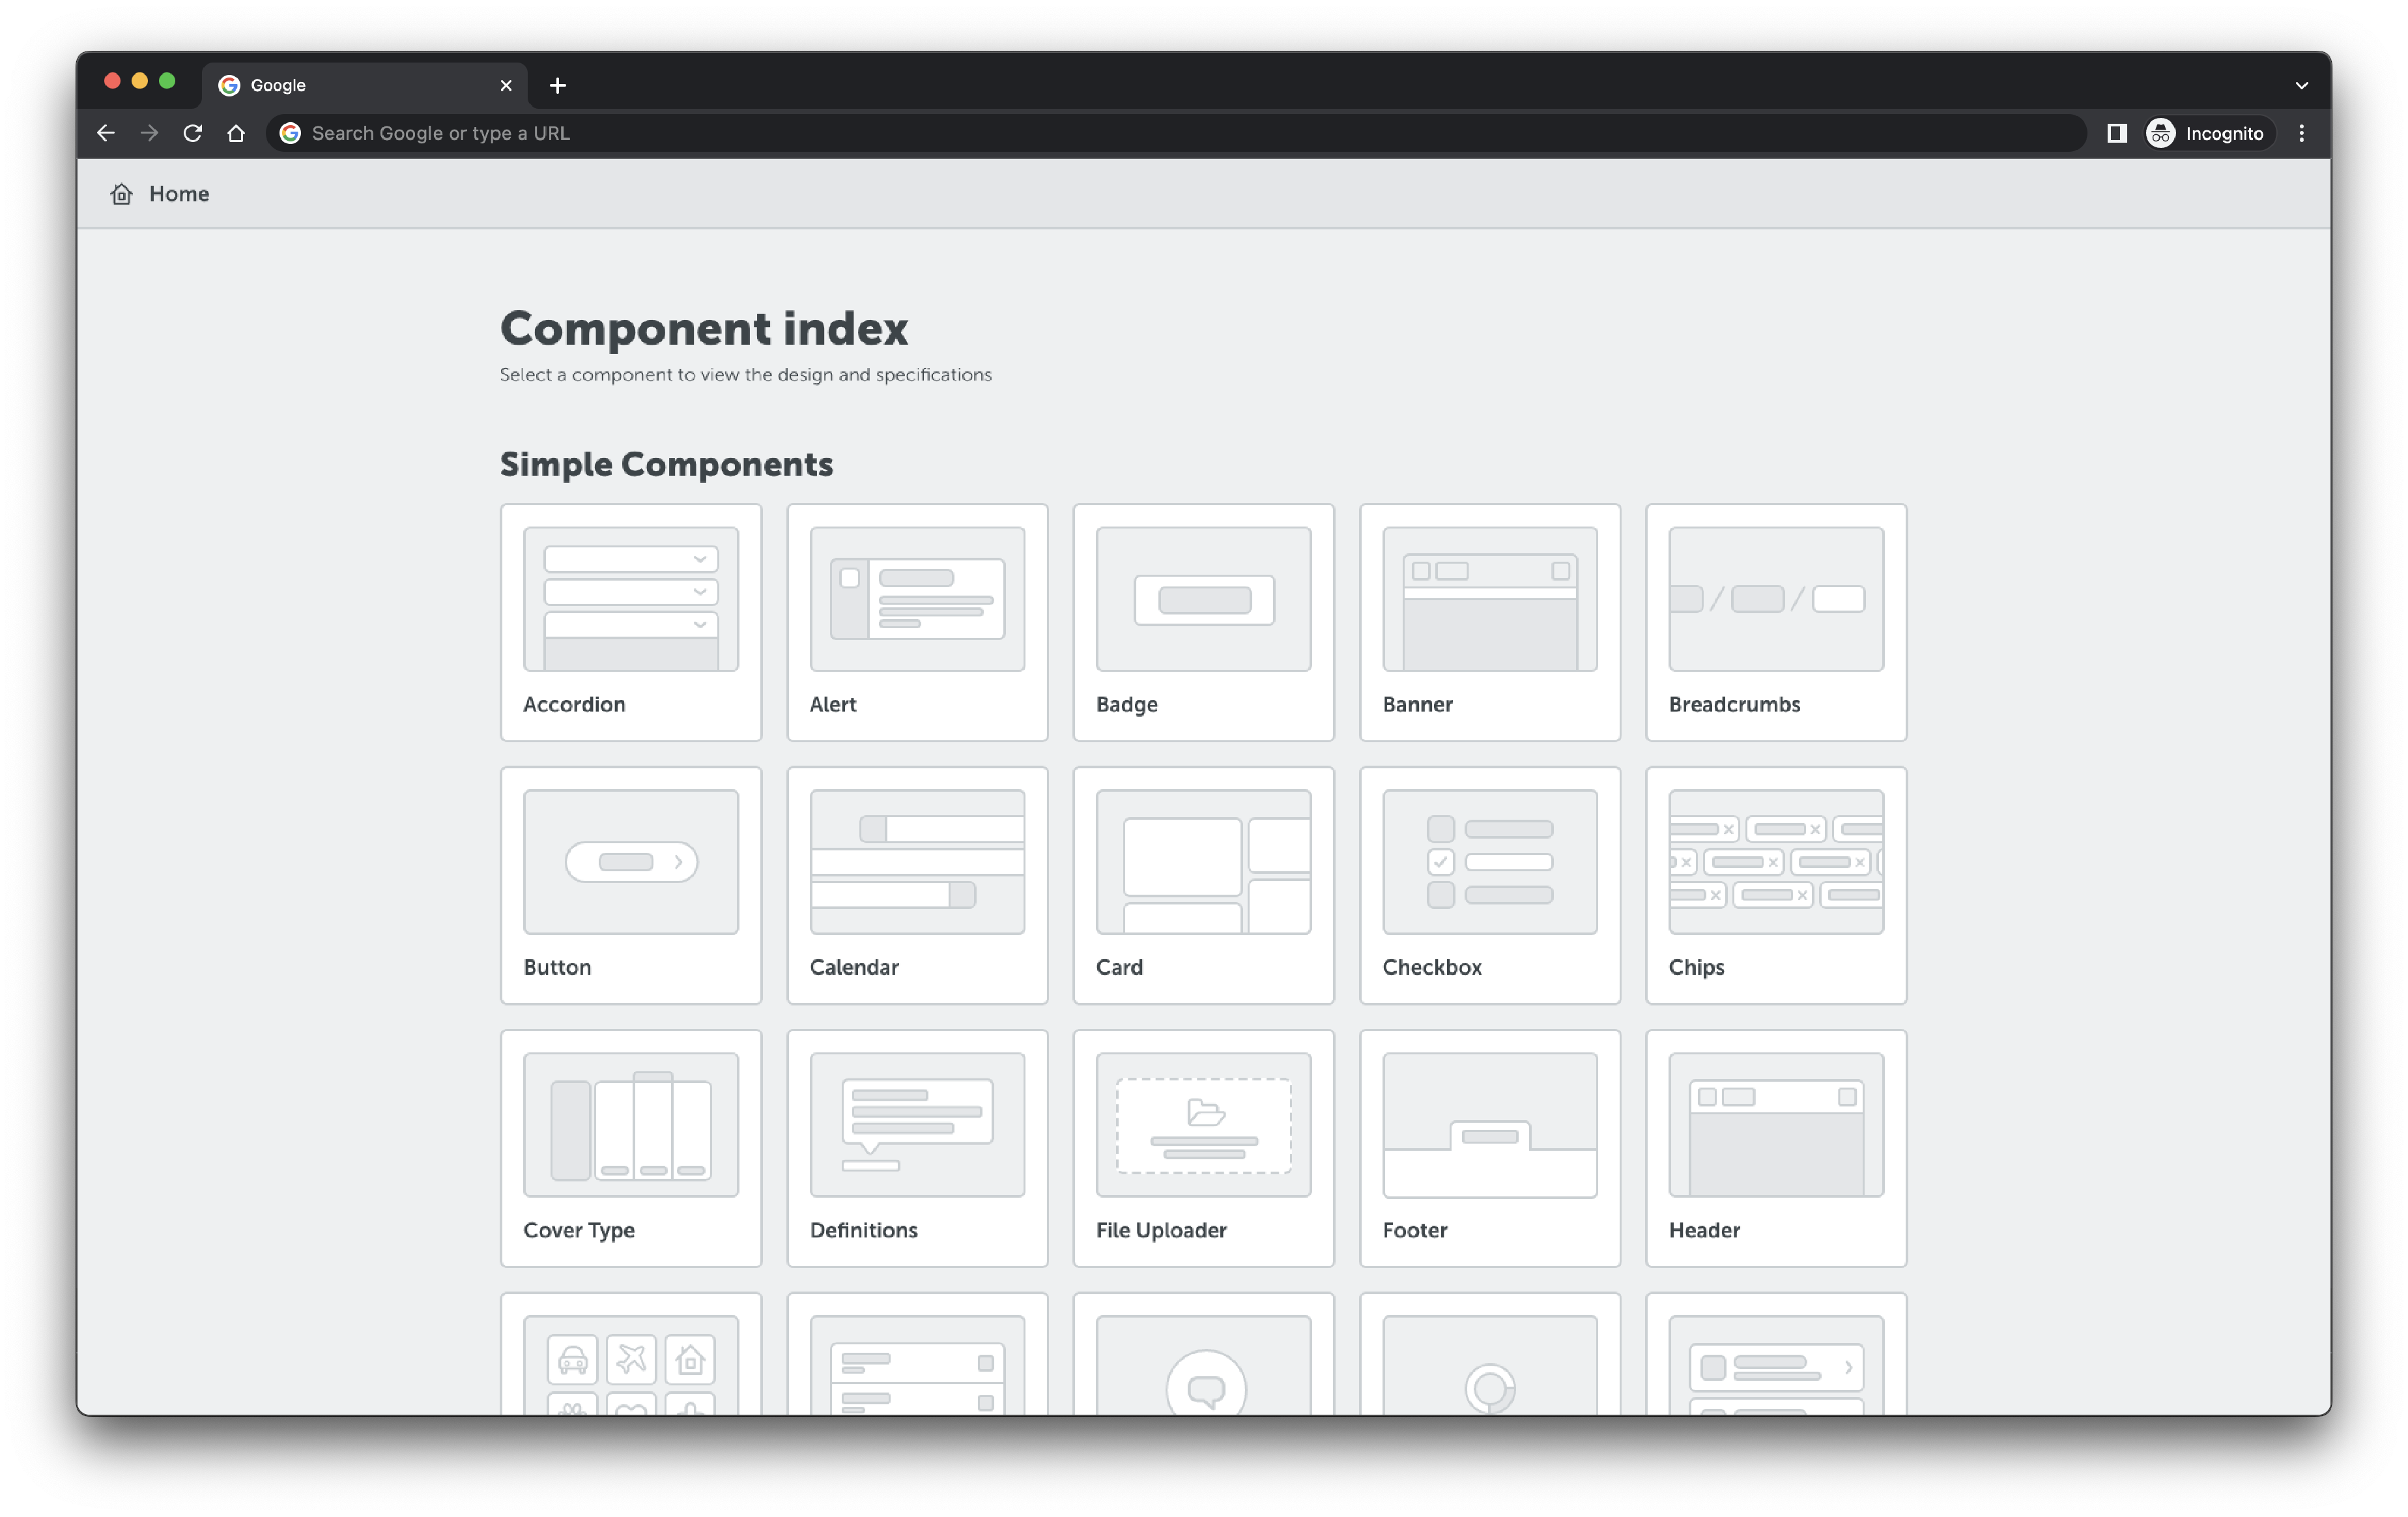 Google
Search Google or type a URL
Incognito
Home
Component index
Select a component to view the design and specifications
Simple Components
Accordion
Alert
Badge
Banner
Breadcrumbs
Button
Calendar
Card
Checkbox
Chips
Cover Type
Definitions
File Uploader
Footer
Header